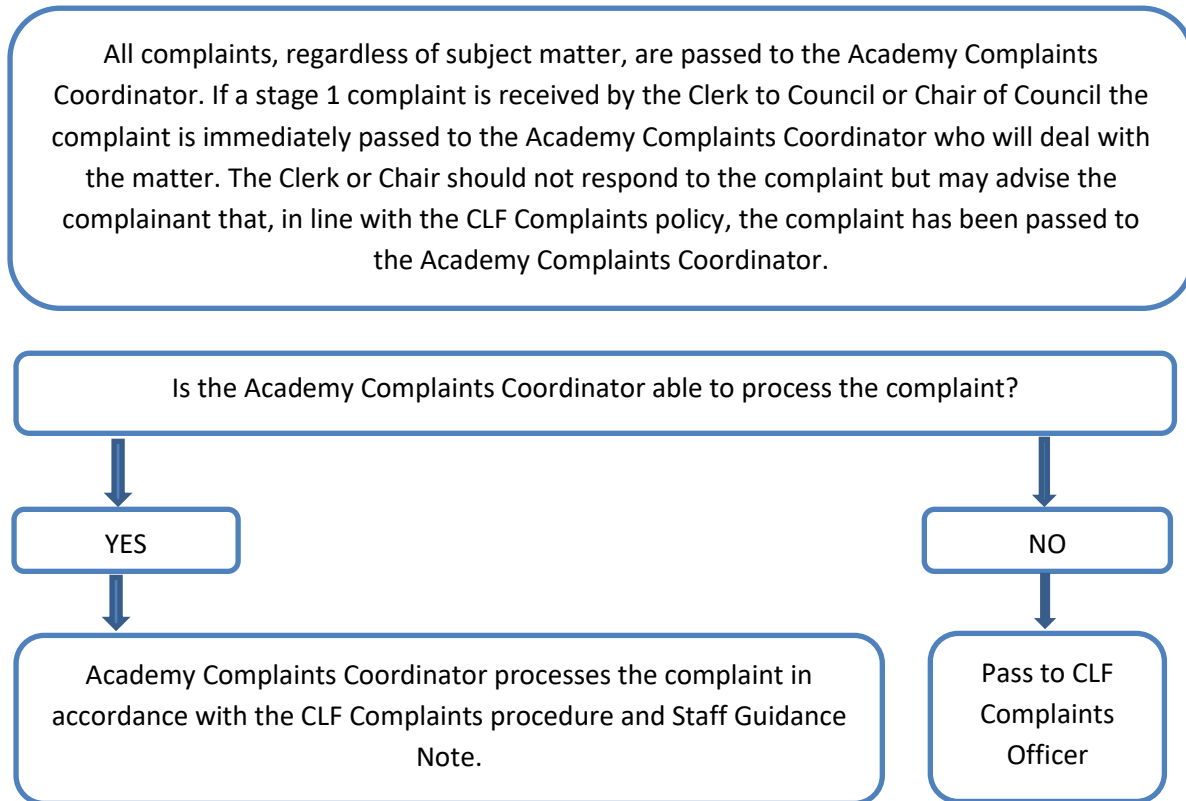 All complaints, regardless of subject matter, are passed to the Academy Complaints
Coordinator. If a stage 1 complaint is received by the Clerk to Council or Chair of Council the
complaint is immediately passed to the Academy Complaints Coordinator who will deal with
the matter. The Clerk or Chair should not respond to the complaint but may advise the
complainant that, in line with the CLF Complaints policy, the complaint has been passed to
the Academy Complaints Coordinator.
Is the Academy Complaints Coordinator able to process the complaint?
YES
NO
Academy Complaints Coordinator processes the complaint in
accordance with the CLF Complaints procedure and Staff Guidance
Note.
Pass to CLF
Complaints
Officer